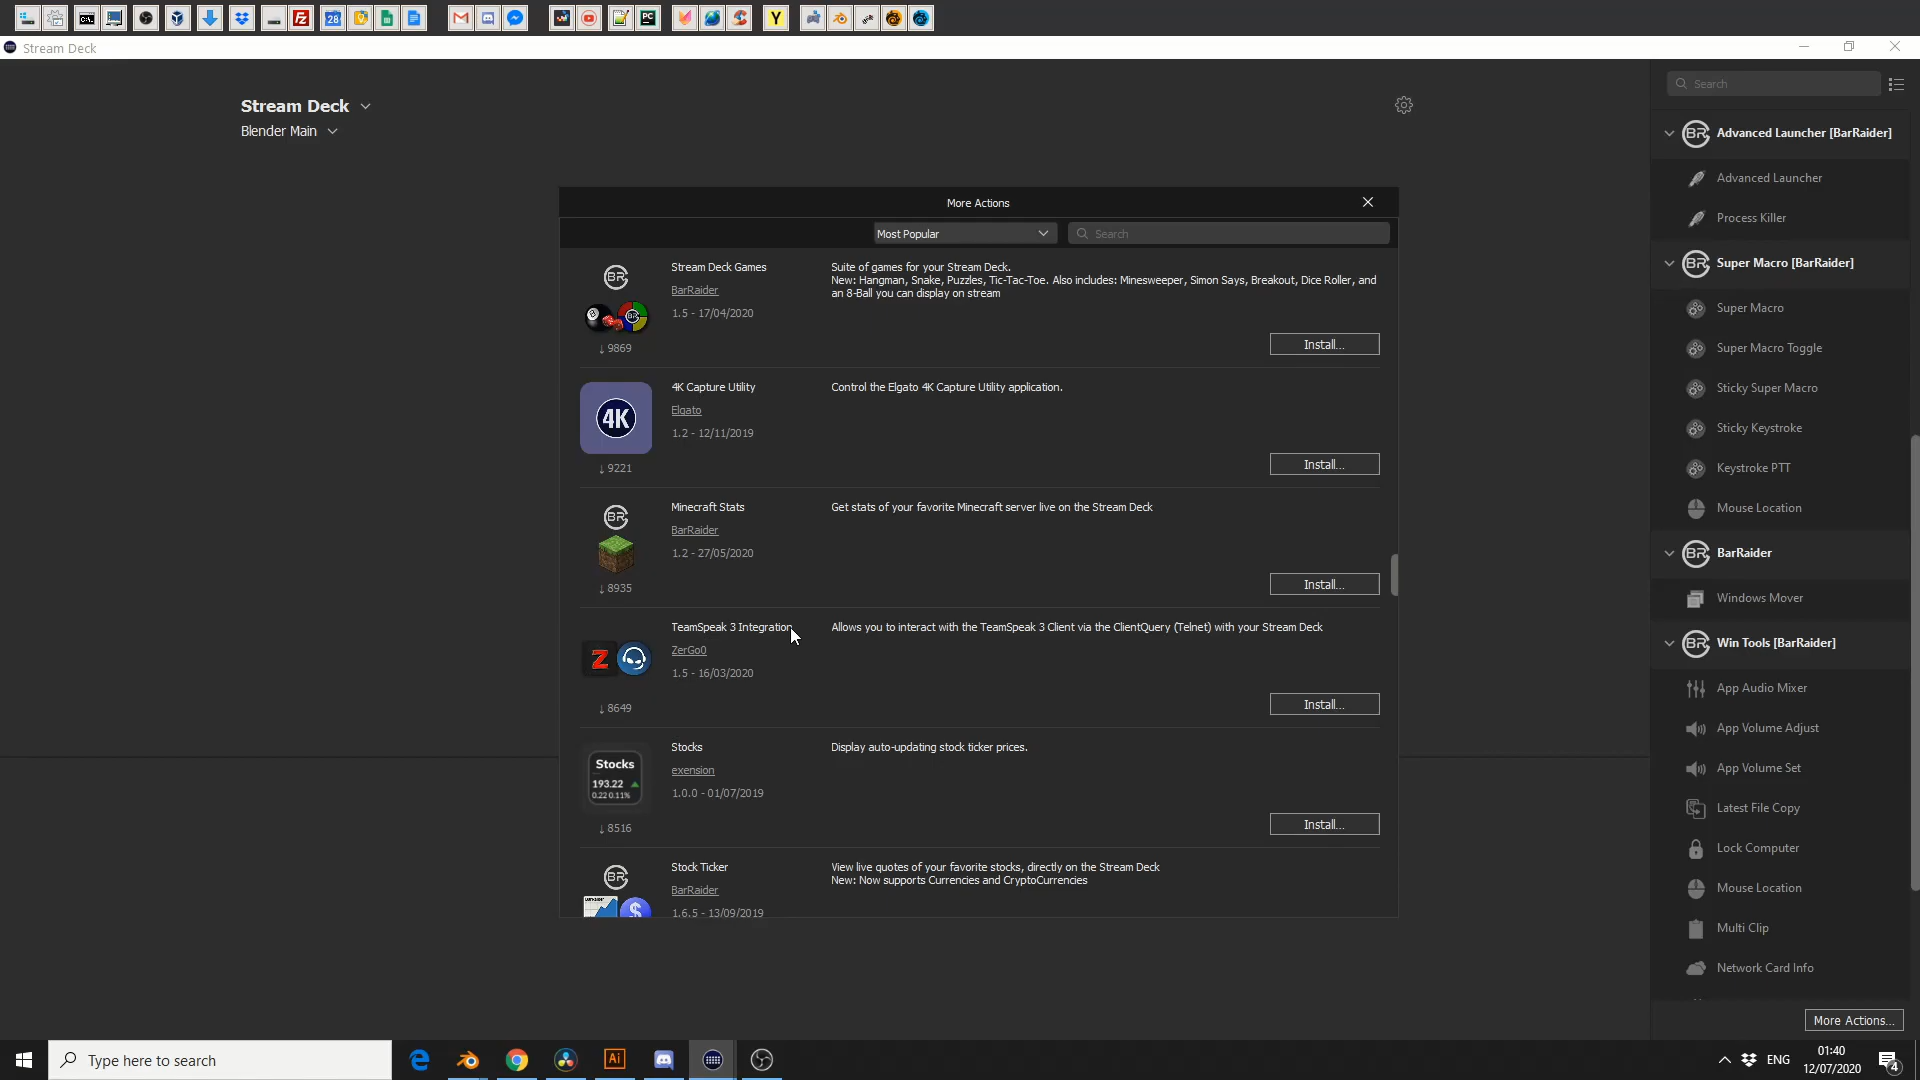 28
PC
Y
Stream Deck
Stream Deck
Blender Main
More Actions
Most Popular
Search
Stream Deck Games
BarRaider
1.5 - 17/04/2020
Suite of games for your Stream Deck.
New: Hangman, Snake, Puzzles, Tic-Tac-Toe. Also includes: Minesweeper, Simon Says, Breakout, Dice Roller, and
an 8-Ball you can display on stream
↓ 9869
Install...
4K
4K Capture Utility
Elgato
1.2 - 12/11/2019
Control the Elgato 4K Capture Utility application.
↓ 9221
Install...
Minecraft Stats
BarRaider
1.2 - 27/05/2020
Get stats of your favorite Minecraft server live on the Stream Deck
↓ 8935
Install...
TeamSpeak 3 Integration
ZerGo0
1.5 - 16/03/2020
Allows you to interact with the TeamSpeak 3 Client via the ClientQuery (Telnet) with your Stream Deck
↓ 8649
Install...
Stocks
193.22
0.22 0.11%
Stocks
exension
1.0.0 - 01/07/2019
Display auto-updating stock ticker prices.
↓ 8516
Install...
Stock Ticker
BarRaider
1.6.5 - 13/09/2019
View live quotes of your favorite stocks, directly on the Stream Deck
New: Now supports Currencies and CryptoCurrencies
Search
Advanced Launcher [BarRaider]
Advanced Launcher
Process Killer
Super Macro [BarRaider]
Super Macro
Super Macro Toggle
Sticky Super Macro
Sticky Keystroke
Keystroke PTT
Mouse Location
BarRaider
Windows Mover
Win Tools [BarRaider]
App Audio Mixer
App Volume Adjust
App Volume Set
Latest File Copy
Lock Computer
Mouse Location
Multi Clip
Network Card Info
More Actions...
Type here to search
Ai
ENG
01:40
12/07/2020
4